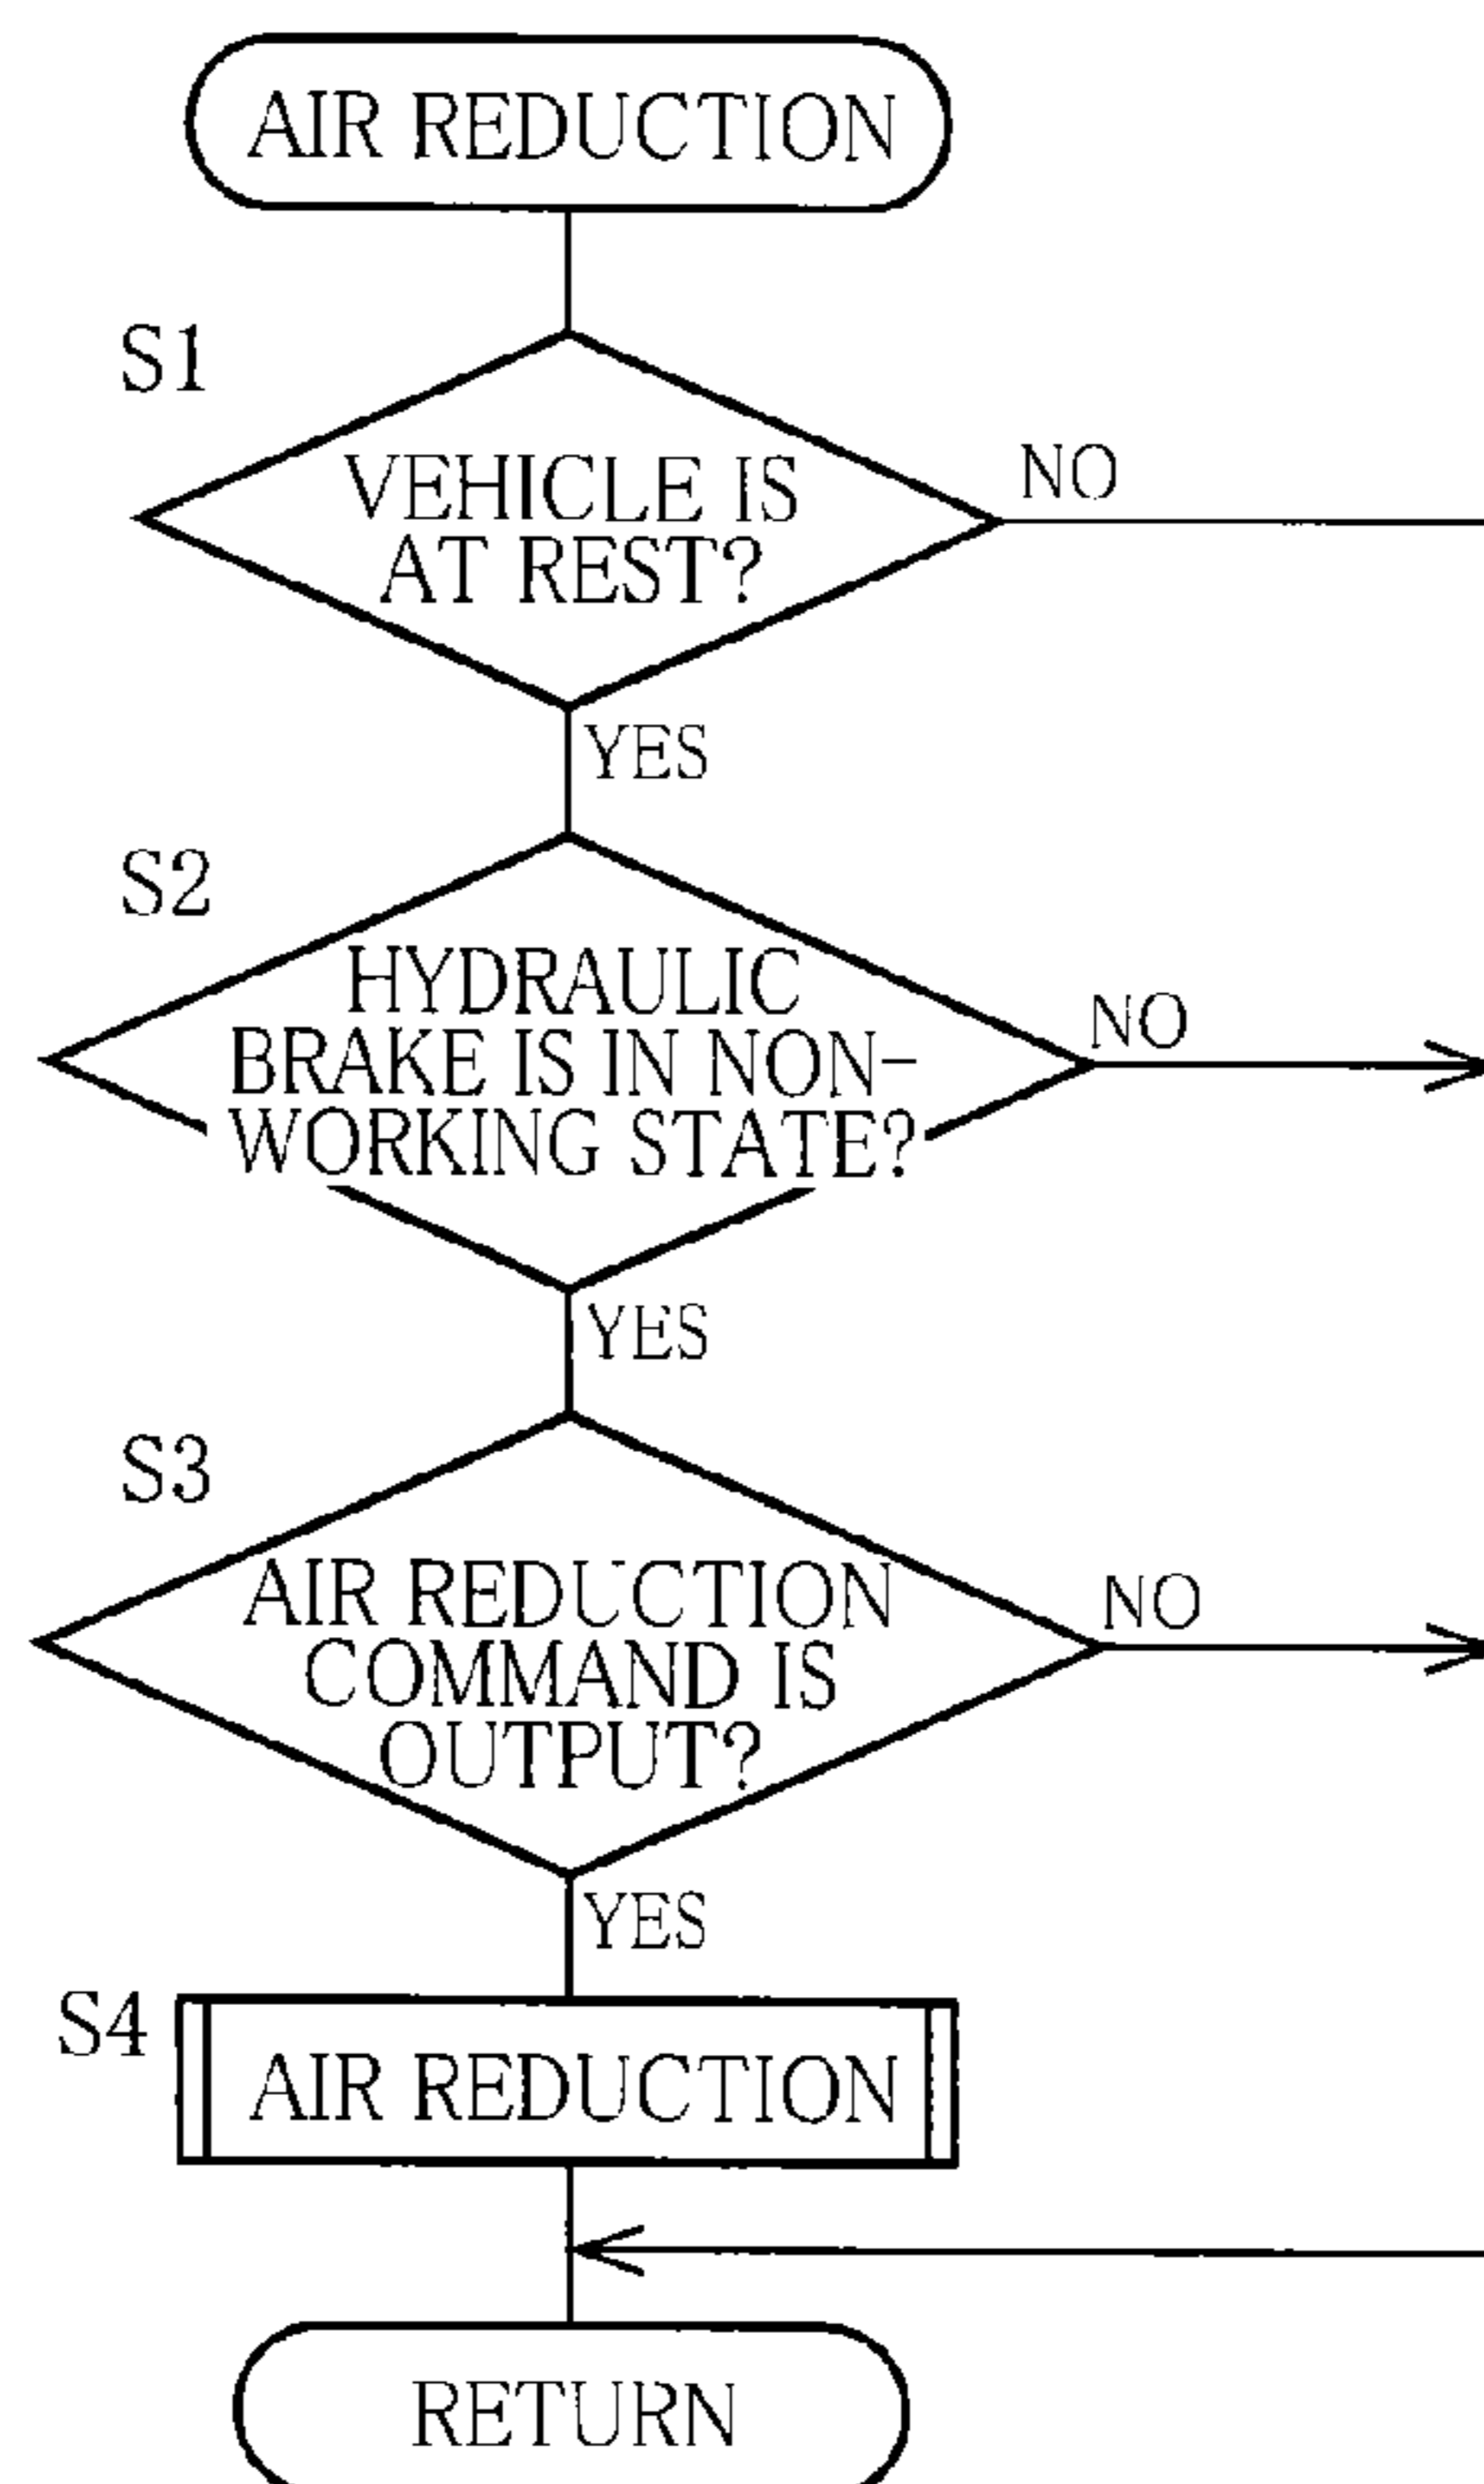 AIR REDUCTION
S1
VEHICLE IS
AT REST?
NO
YES
S2
HYDRAULIC
BRAKE IS IN NON-
WORKING STATE?
NO
YES
S3
AIR REDUCTION
COMMAND IS
OUTPUT?
NO
YES
S4
AIR REDUCTION
RETURN